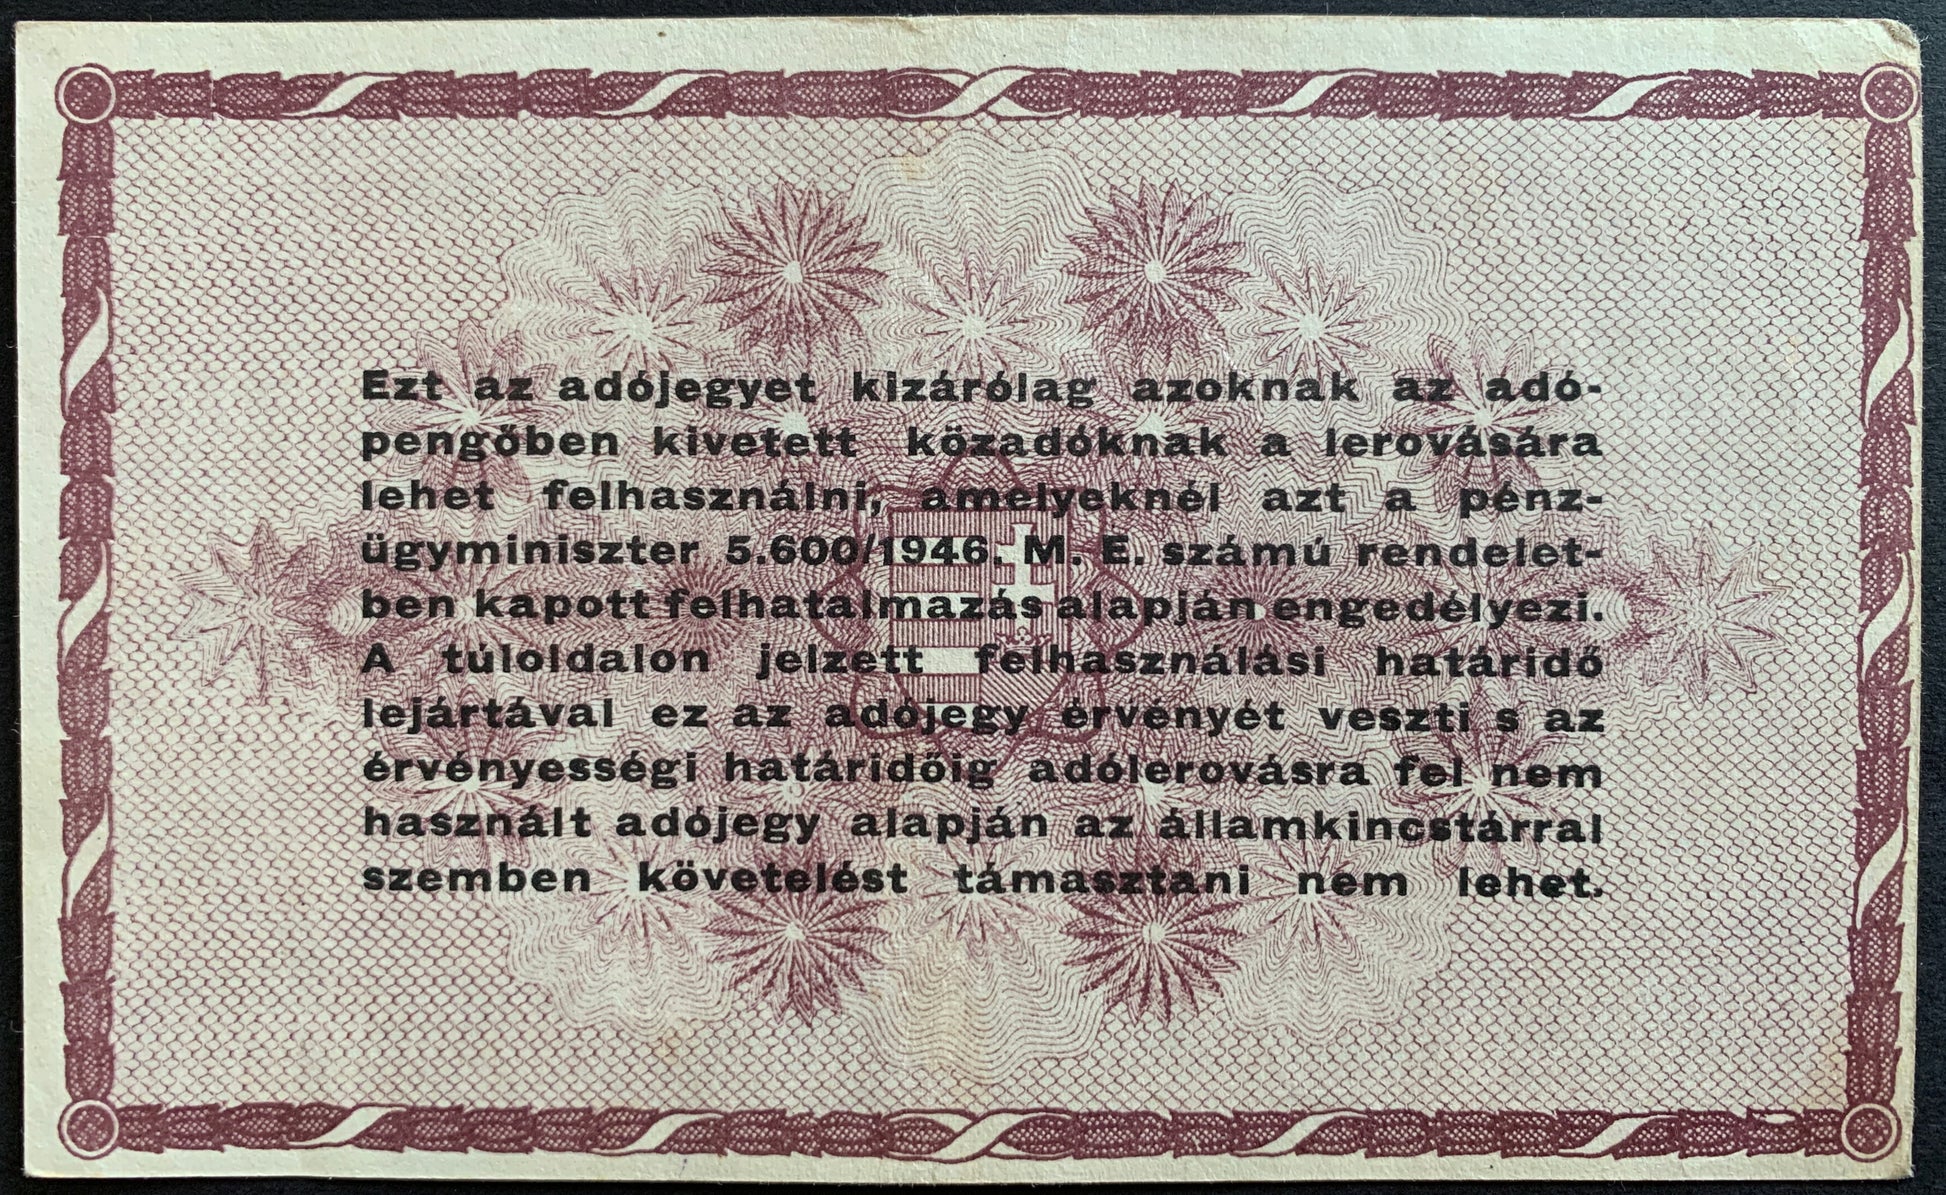 Ezt az adójegyet kizárólag azoknak az adó-
pengőben kivetett közadóknak a lerovására
lehet felhasználni, amelyeknél azt a pénz-
ügyminiszter 5.600/1946. M. E. számú rendelet-
ben kapott felhatalmazás alapján engedélyezi.
A túloldalon jelzett felhasználási határidő
lejártával ez az adójegy érvényét veszti s az
érvényességi határidőig adólerovásra fel nem
használt adójegy alapján az államkincstárral
szemben követelést támasztani nem lehet.